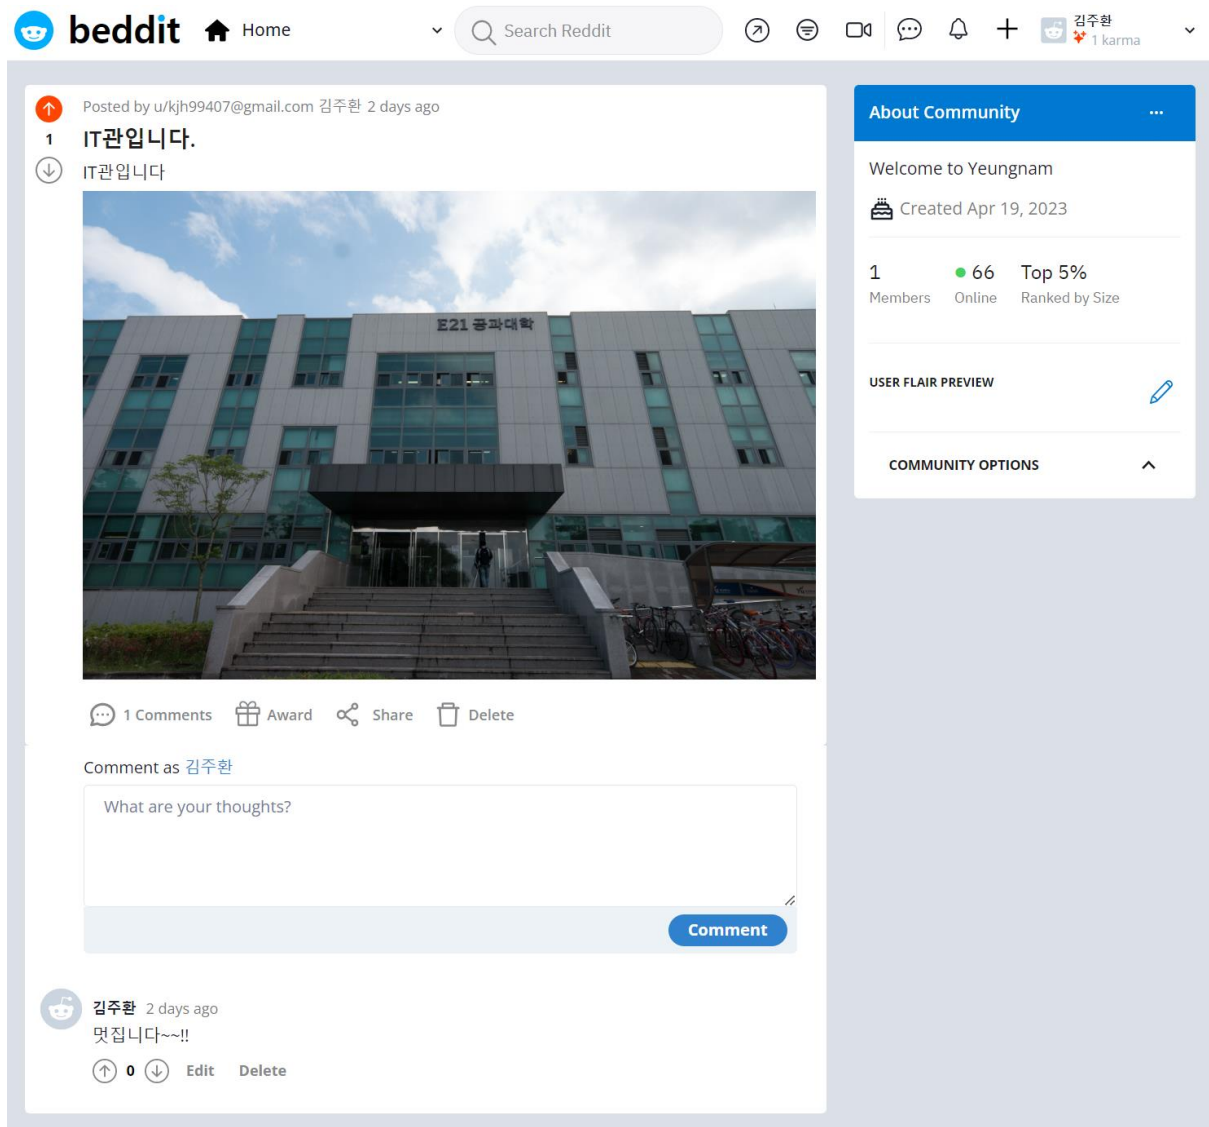 beddit Home Search Reddit 김주환
1 karma
Posted by u/kjh99407@gmail.com 김주환 2 days ago
1 IT관입니다.
IT관입니다
E21 공과대학
1 Comments Award Share Delete
Comment as 김주환
What are your thoughts?
Comment
김주환 2 days ago
멋집니다~~!!
0 Edit Delete
About Community ...
Welcome to Yeungnam
Created Apr 19, 2023
1 66 Top 5%
Members Online Ranked by Size
USER FLAIR PREVIEW
COMMUNITY OPTIONS